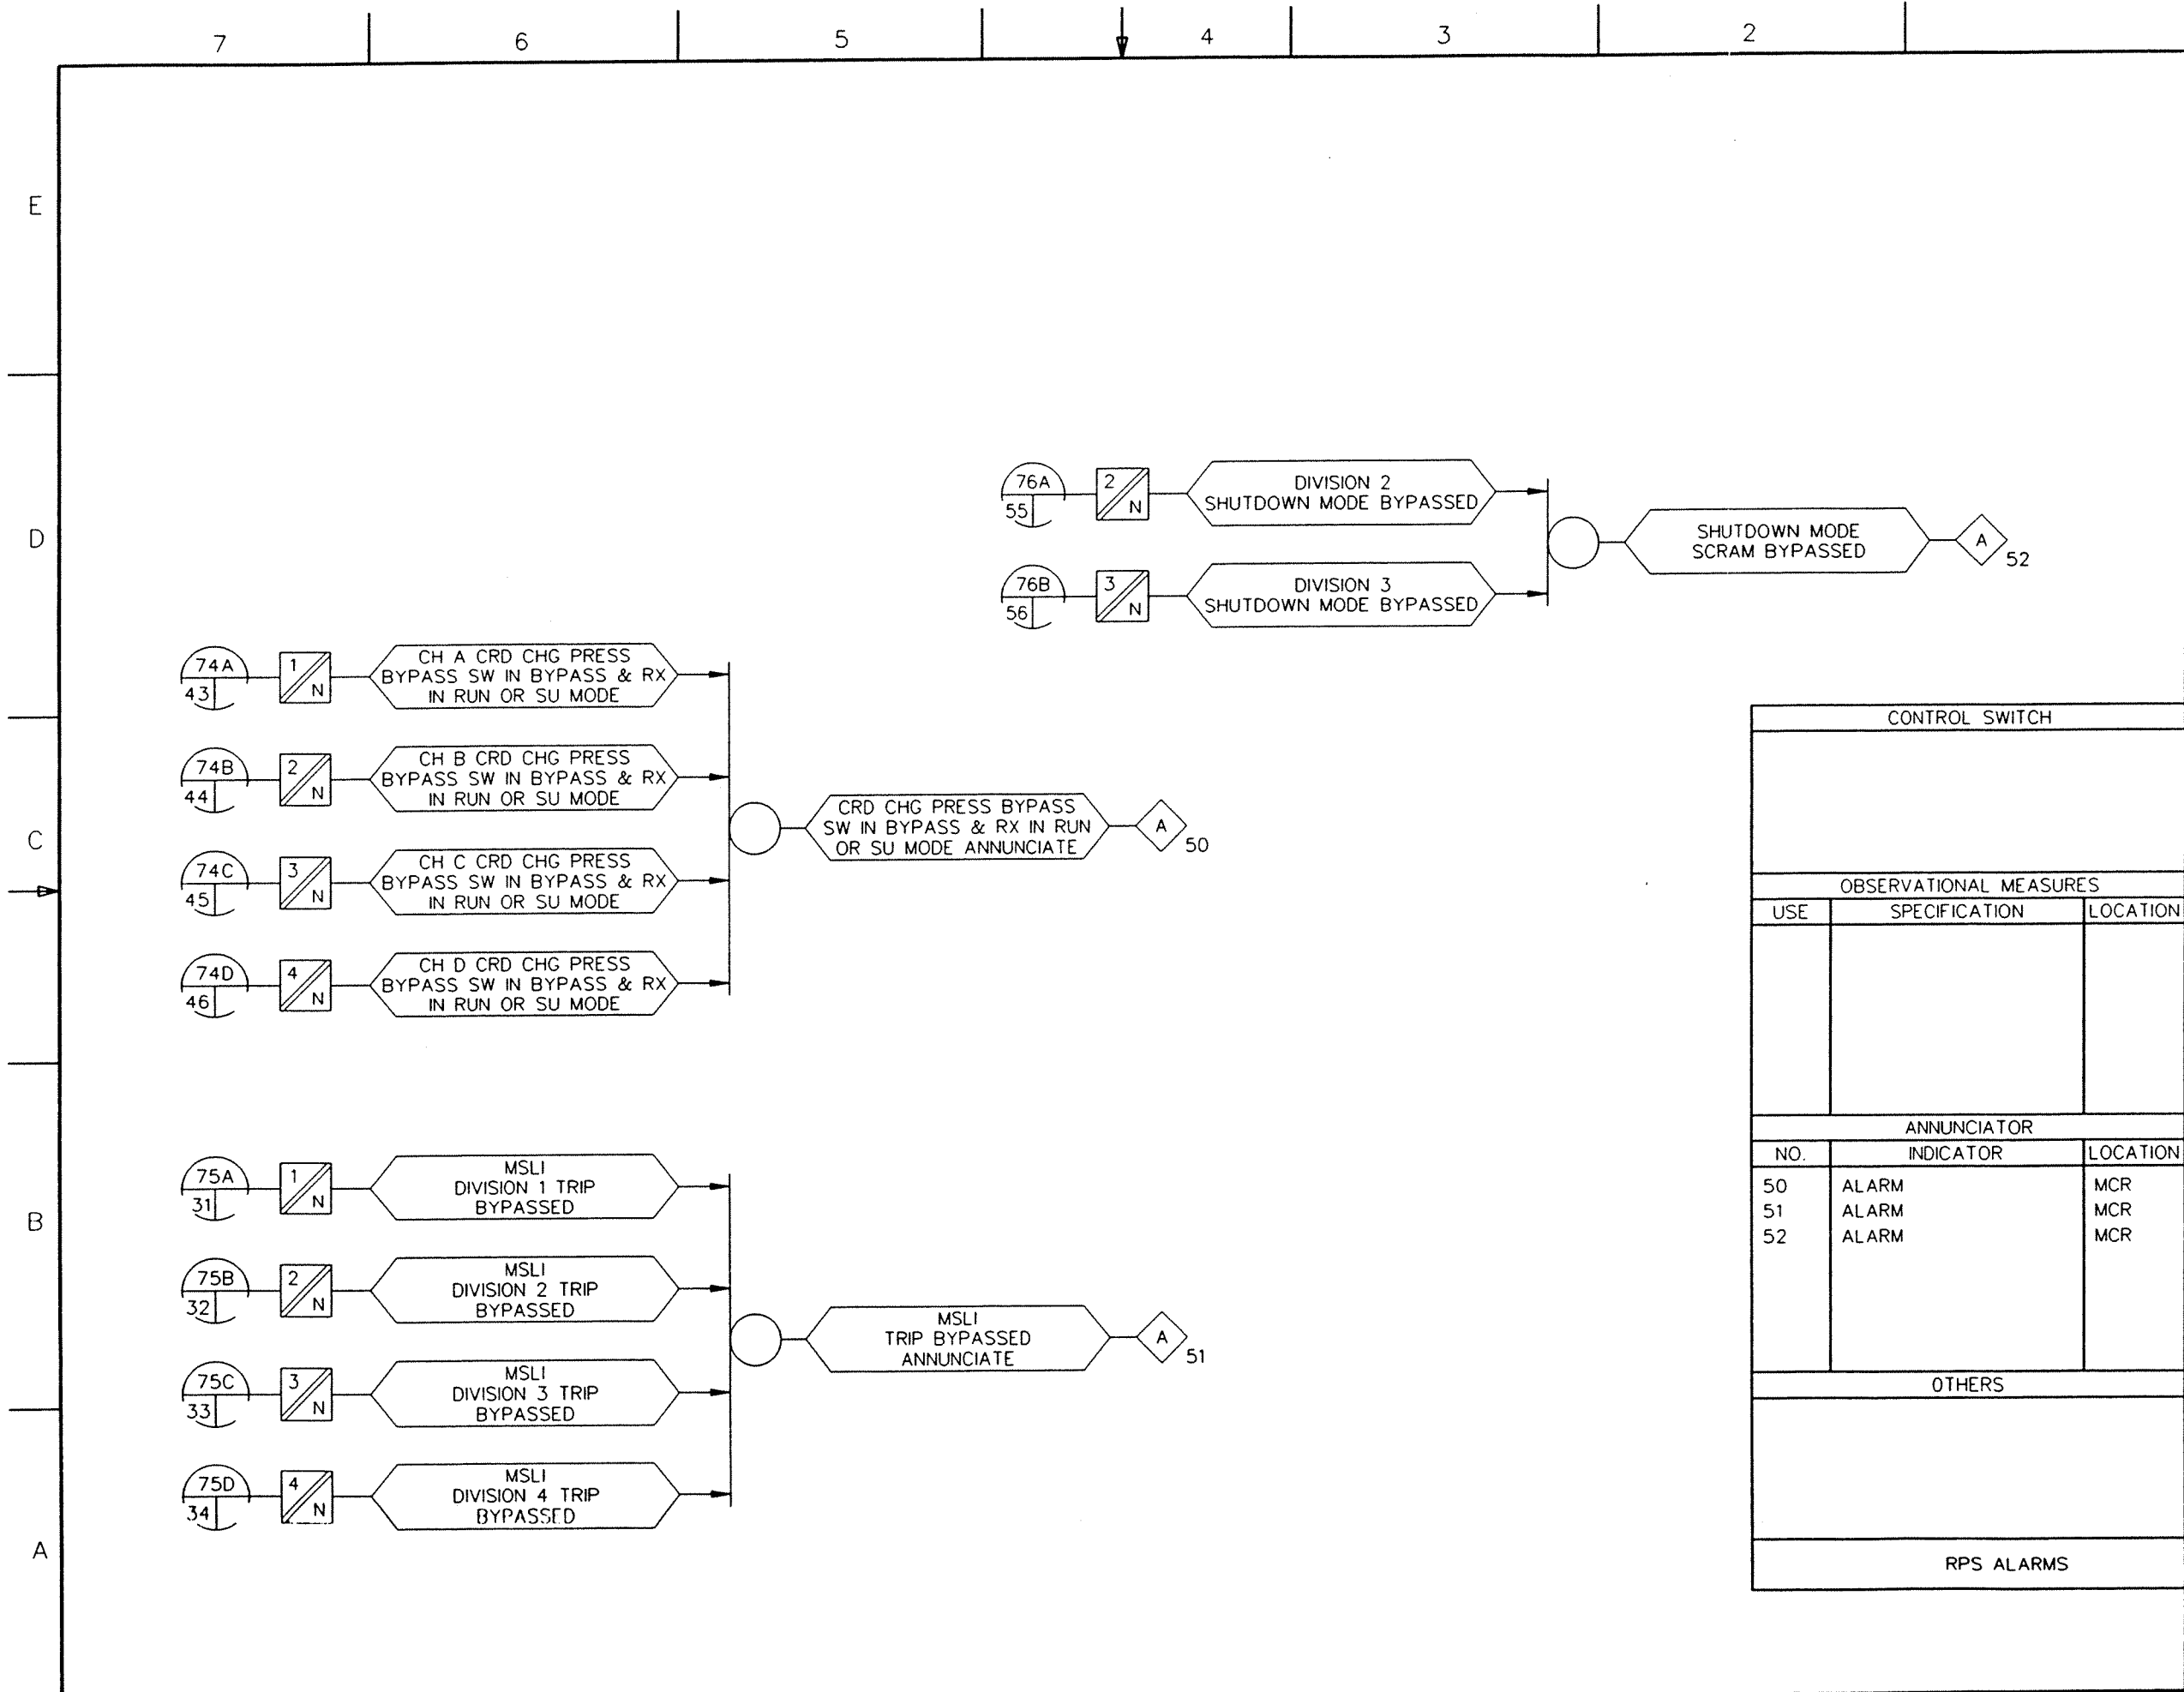 7 6 5 4 3 2
E
D
C
B
A
76A
55
2
N
DIVISION 2
SHUTDOWN MODE BYPASSED
76B
56
3
N
DIVISION 3
SHUTDOWN MODE BYPASSED
SHUTDOWN MODE
SCRAM BYPASSED
A
52
74A
43
1
N
CH A CRD CHG PRESS
BYPASS SW IN BYPASS & RX
IN RUN OR SU MODE
74B
44
2
N
CH B CRD CHG PRESS
BYPASS SW IN BYPASS & RX
IN RUN OR SU MODE
74C
45
3
N
CH C CRD CHG PRESS
BYPASS SW IN BYPASS & RX
IN RUN OR SU MODE
74D
46
4
N
CH D CRD CHG PRESS
BYPASS SW IN BYPASS & RX
IN RUN OR SU MODE
CRD CHG PRESS BYPASS
SW IN BYPASS & RX IN RUN
OR SU MODE ANNUNCIATE
A
50
75A
31
1
N
MSLI
DIVISION 1 TRIP
BYPASSED
75B
32
2
N
MSLI
DIVISION 2 TRIP
BYPASSED
75C
33
3
N
MSLI
DIVISION 3 TRIP
BYPASSED
75D
34
4
N
MSLI
DIVISION 4 TRIP
BYPASSED
MSLI
TRIP BYPASSED
ANNUNCIATE
A
51
CONTROL SWITCH
OBSERVATIONAL MEASURES
USE SPECIFICATION LOCATION
ANNUNCIATOR
NO. INDICATOR LOCATION
50 ALARM MCR
51 ALARM MCR
52 ALARM MCR
OTHERS
RPS ALARMS